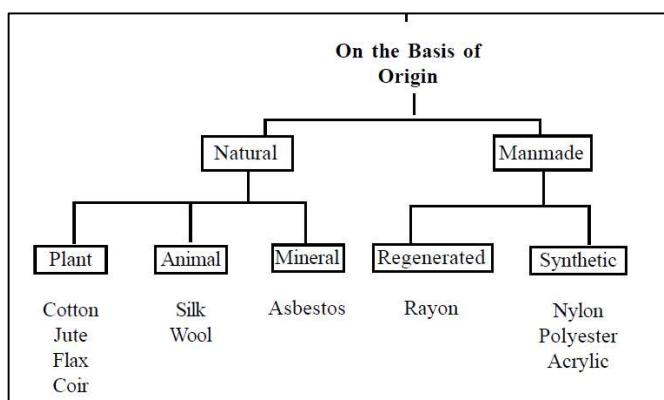 On the Basis of
Origin
Natural
Manmade
Plant
Animal
Mineral
Regenerated
Synthetic
Cotton
Jute
Flax
Coir
Silk
Wool
Asbestos
Rayon
Nylon
Polyester
Acrylic